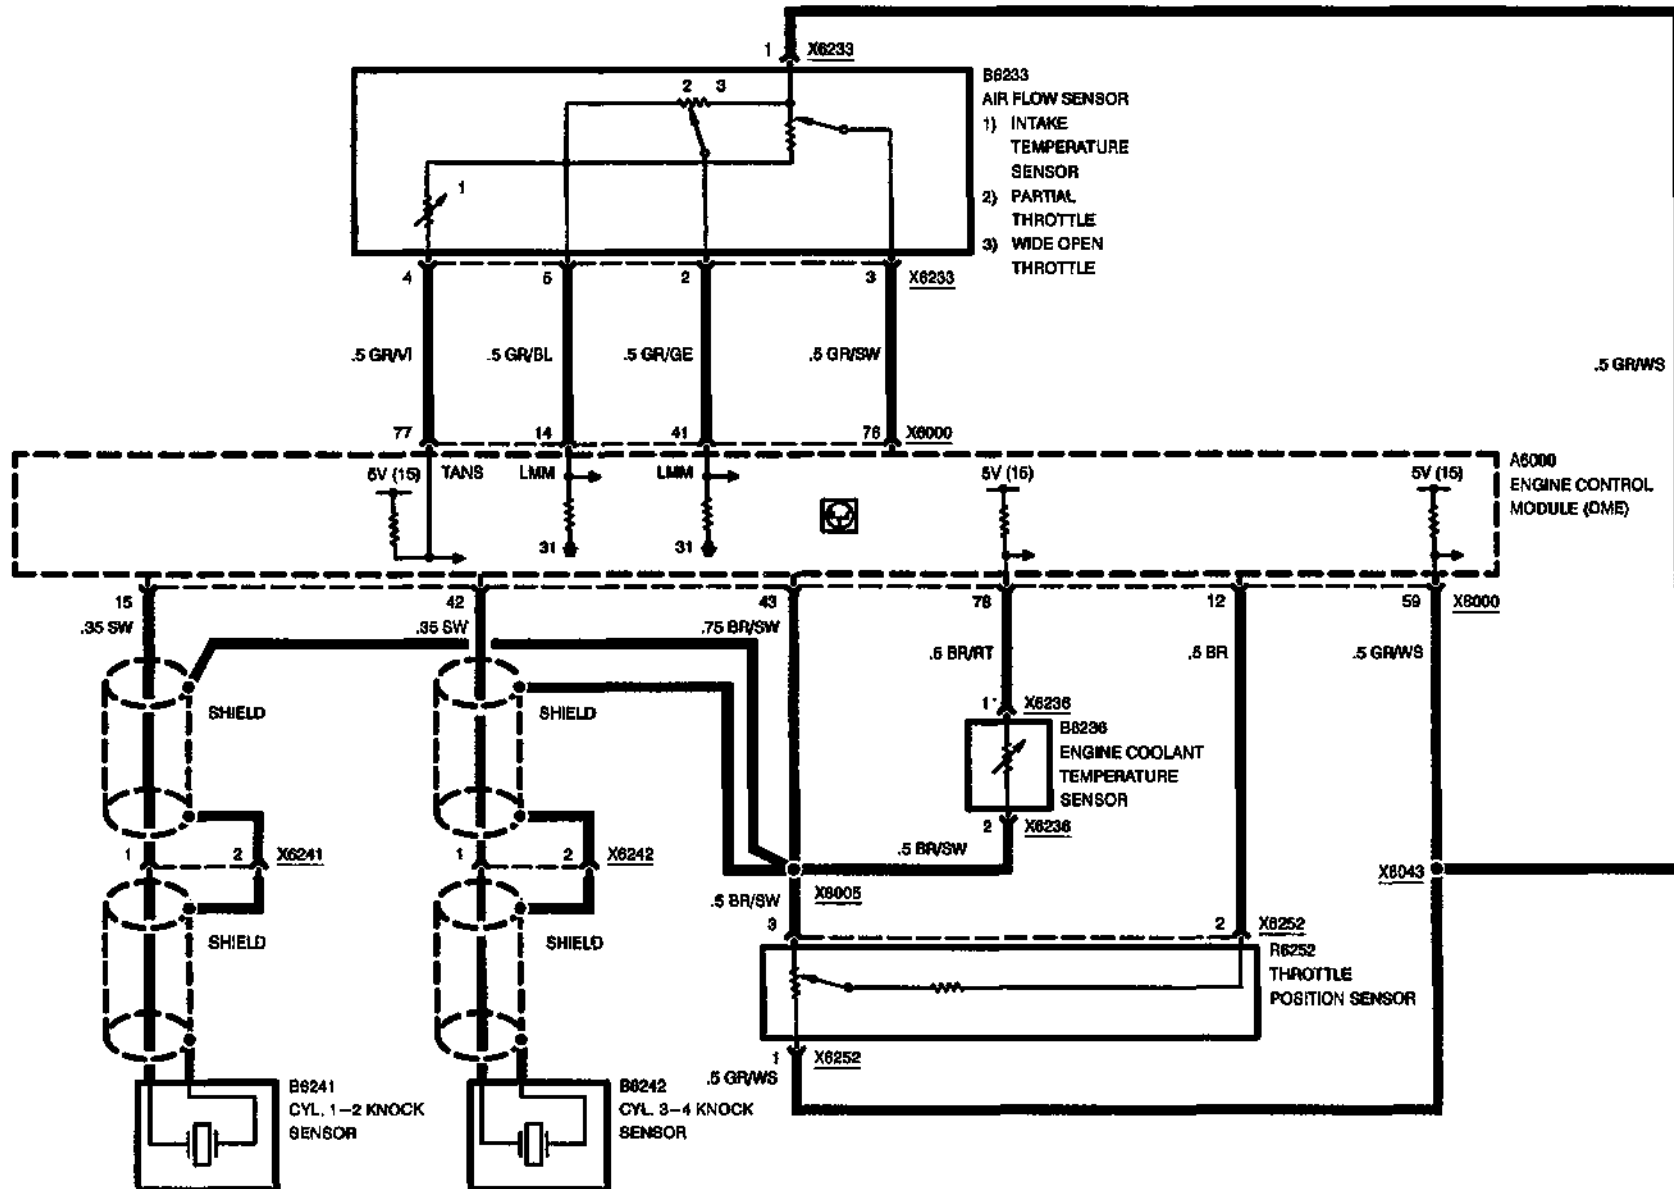 1 X6233
B6233
AIR FLOW SENSOR
1) INTAKE
TEMPERATURE
SENSOR
2) PARTIAL
THROTTLE
3) WIDE OPEN
THROTTLE
2 3
1
4 5 2 3 X6233
.5 GR/VI .5 GR/BL .5 GR/GE .5 GR/SW
.5 GR/WS
77 14 41 76 X6000
5V (15) TANS LMM LMM 5V (15) 5V (15)
31 31
A6000
ENGINE CONTROL
MODULE (DME)
15 42 43 78 12 59 X6000
.35 SW .35 SW .75 BR/SW .5 BR/RT .5 BR .5 GR/WS
SHIELD SHIELD
1 X6236
B6236
ENGINE COOLANT
TEMPERATURE
SENSOR
2 X6236
.5 BR/SW
1 2 X6241 1 2 X6242
X6005 X6043
.5 BR/SW
3 2 X6252
SHIELD SHIELD
R6252
THROTTLE
POSITION SENSOR
1 X6252
.5 GR/WS
B6241
CYL. 1-2 KNOCK
SENSOR
B6242
CYL. 3-4 KNOCK
SENSOR